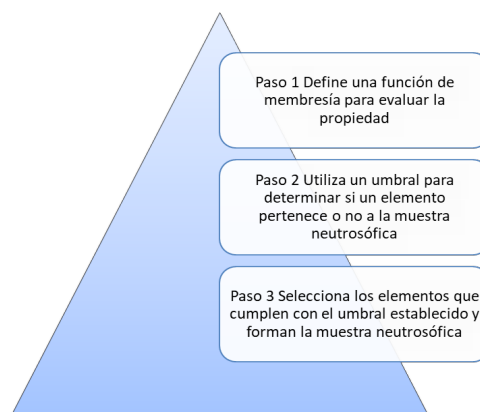 Paso 1 Define una función de
membresía para evaluar la
propiedad
Paso 2 Utiliza un umbral para
determinar si un elemento
pertenece o no a la muestra
neutrosófica
Paso 3 Selecciona los elementos que
cumplen con el umbral establecido y
forman la muestra neutrosófica